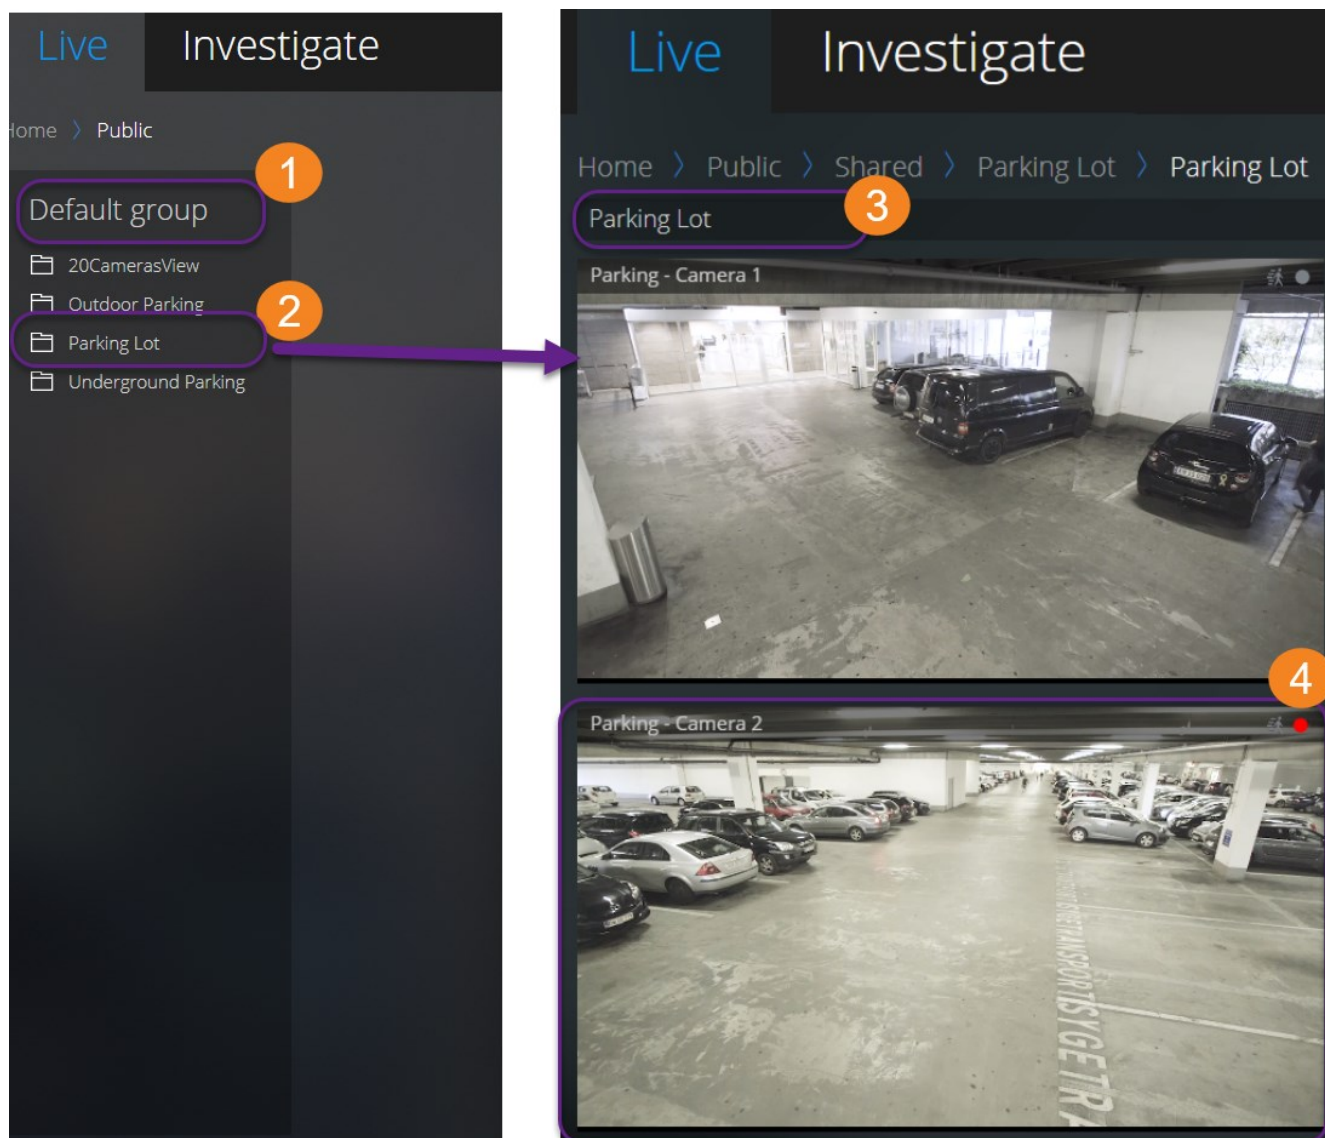 Live Investigate
Home > Public
1
Default group
20CamerasView
Outdoor Parking
2
Parking Lot
Underground Parking
Live Investigate
Home > Public > Shared > Parking Lot > Parking Lot
3
Parking Lot
Parking - Camera 1
4
Parking - Camera 2